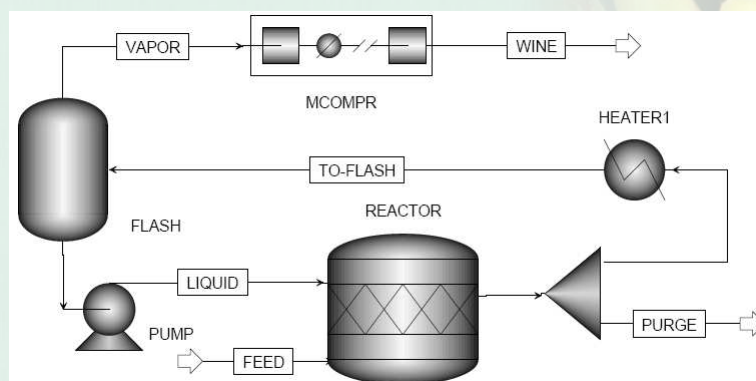 VAPOR
WINE
MCOMPR
HEATER1
TO-FLASH
REACTOR
FLASH
LIQUID
PUMP
PURGE
FEED